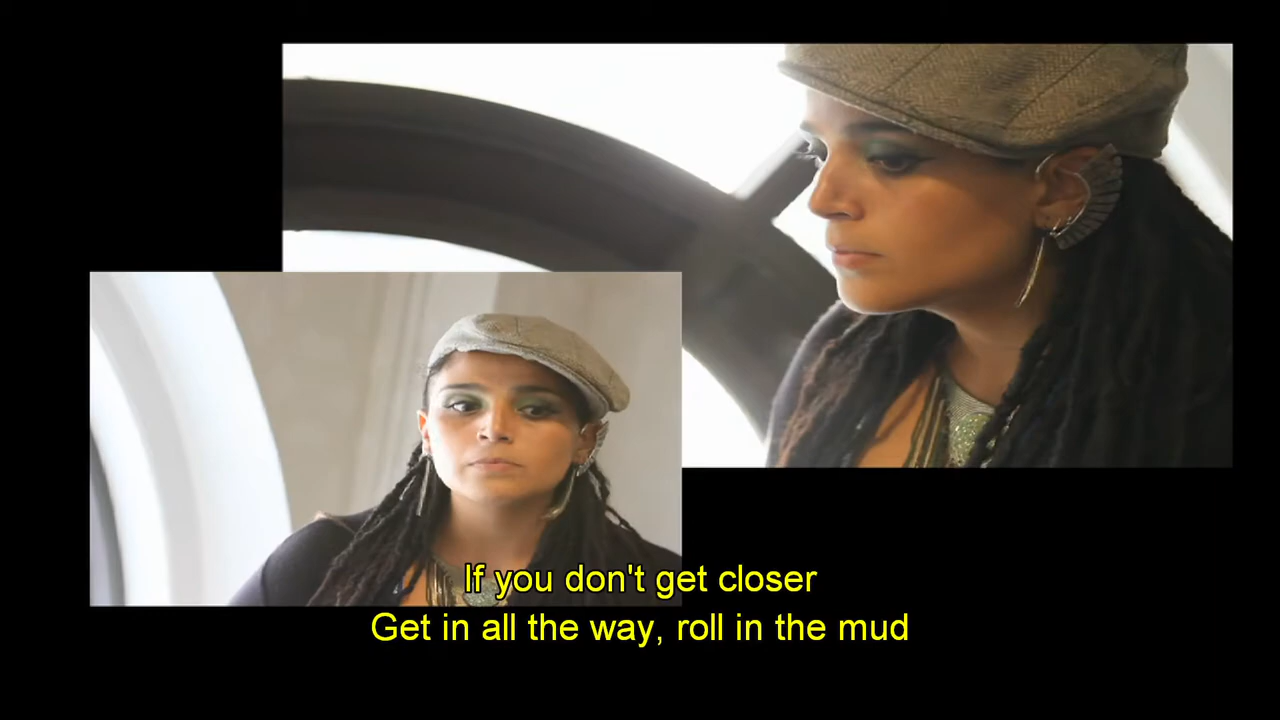 If you don't get closer
Get in all the way, roll in the mud